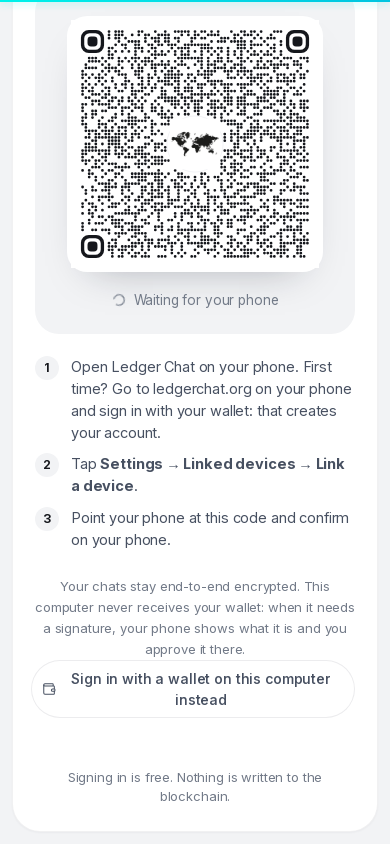 Waiting for your phone
1 Open Ledger Chat on your phone. First
time? Go to ledgerchat.org on your phone
and sign in with your wallet: that creates
your account.
2 Tap Settings → Linked devices → Link
a device.
3 Point your phone at this code and confirm
on your phone.
Your chats stay end-to-end encrypted. This
computer never receives your wallet: when it needs
a signature, your phone shows what it is and you
approve it there.
Sign in with a wallet on this computer
instead
Signing in is free. Nothing is written to the
blockchain.